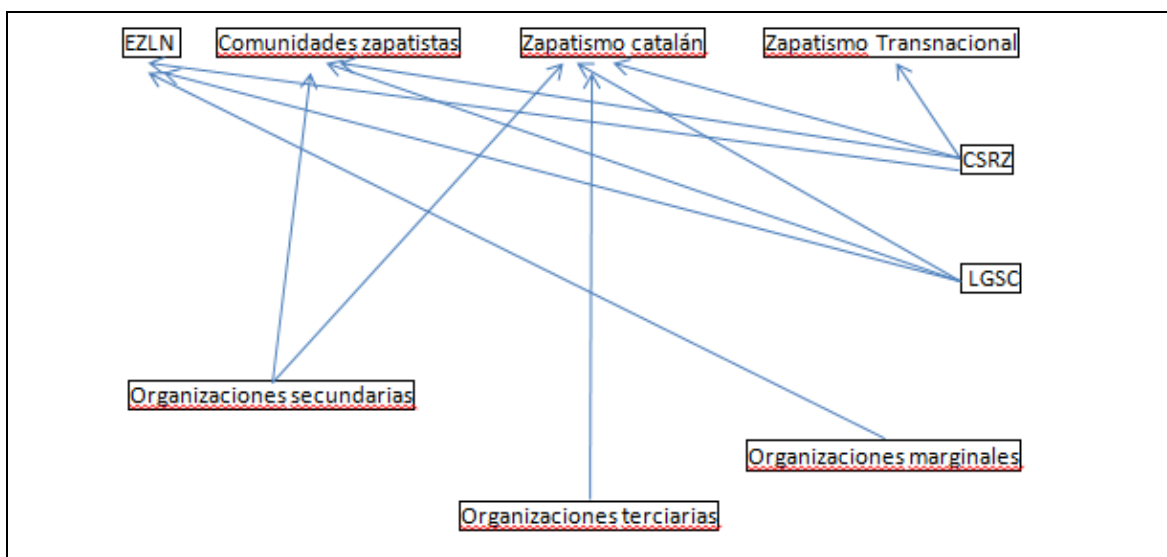 EZLN
Comunidades zapatistas
Zapatismo catalán
Zapatismo Transnacional
CSRZ
LGSC
Organizaciones secundarias
Organizaciones marginales
Organizaciones terciarias